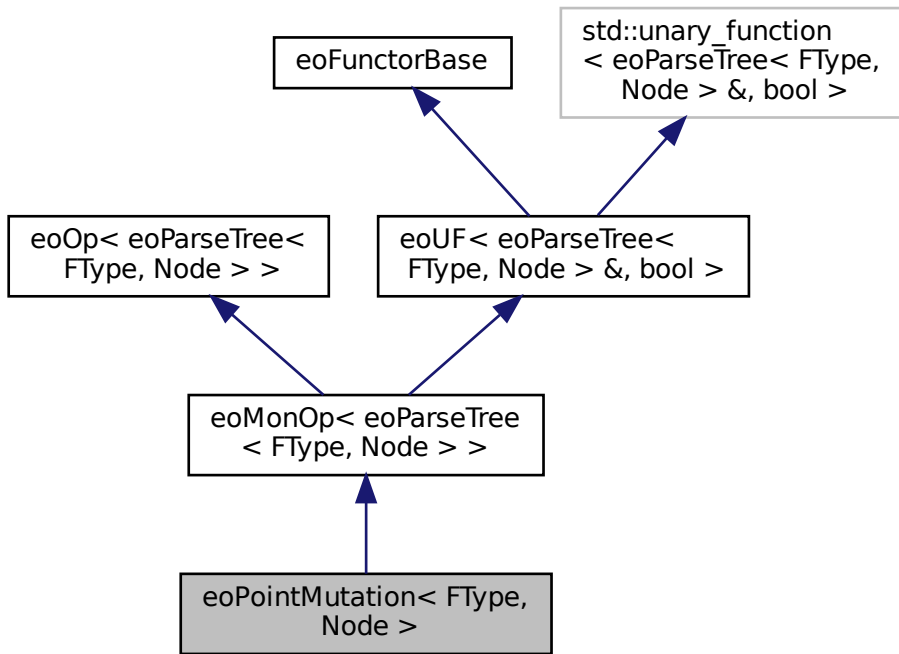 std::unary_function
< eoParseTree< FType,
Node > &, bool >
eoFunctorBase
eoOp< eoParseTree<
FType, Node > >
eoUF< eoParseTree<
FType, Node > &, bool >
eoMonOp< eoParseTree
< FType, Node > >
eoPointMutation< FType,
Node >